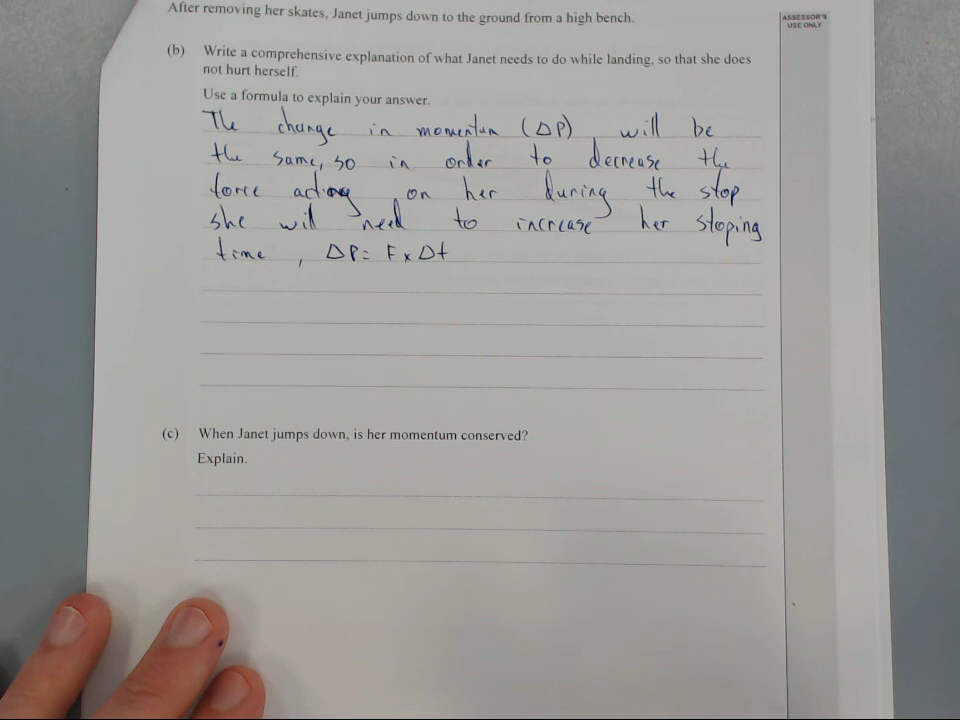 After removing her skates, Janet jumps down to the ground from a high bench.
ASSESSOR'S
USE ONLY
(b) Write a comprehensive explanation of what Janet needs to do while landing, so that she does
not hurt herself.
Use a formula to explain your answer.
The change in momentum (ΔP) will be
the same, so in order to decrease the
force acting on her during the stop
she will need to increase her stoping
time, ΔP = F x Δt
(c) When Janet jumps down, is her momentum conserved?
Explain.